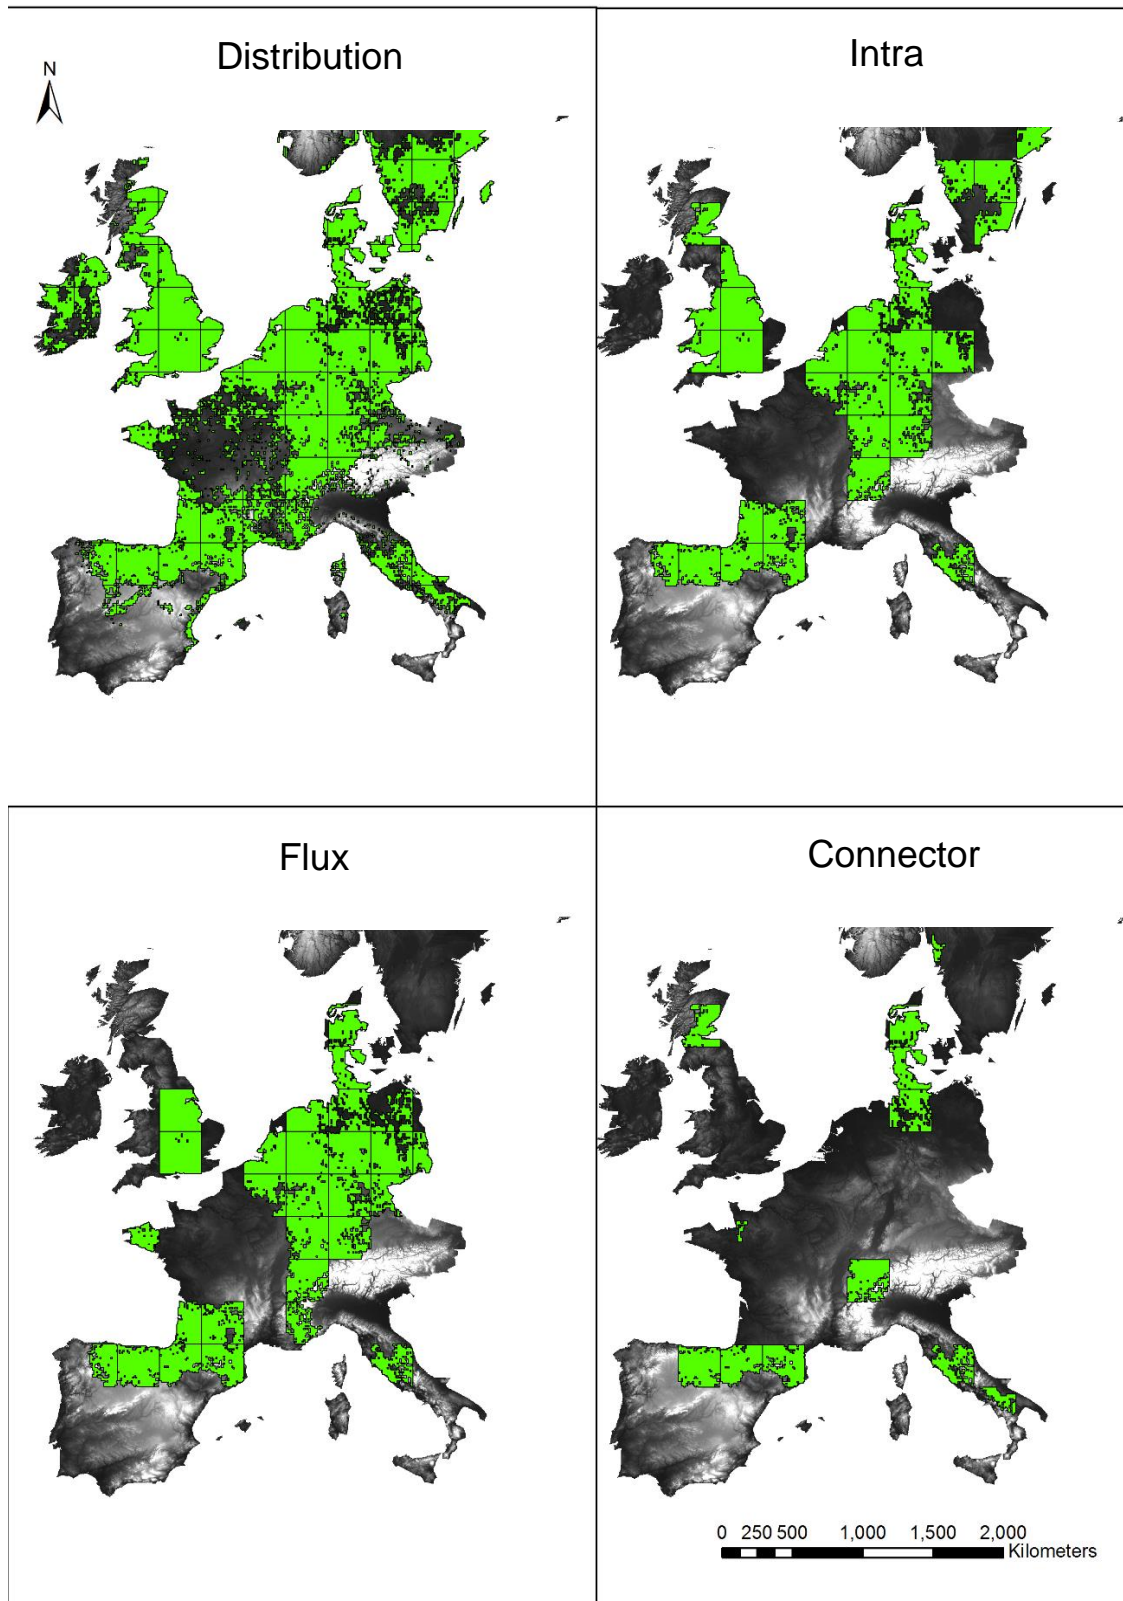 Distribution
Intra
N
Flux
Connector
0 250 500 1,000 1,500 2,000
Kilometers